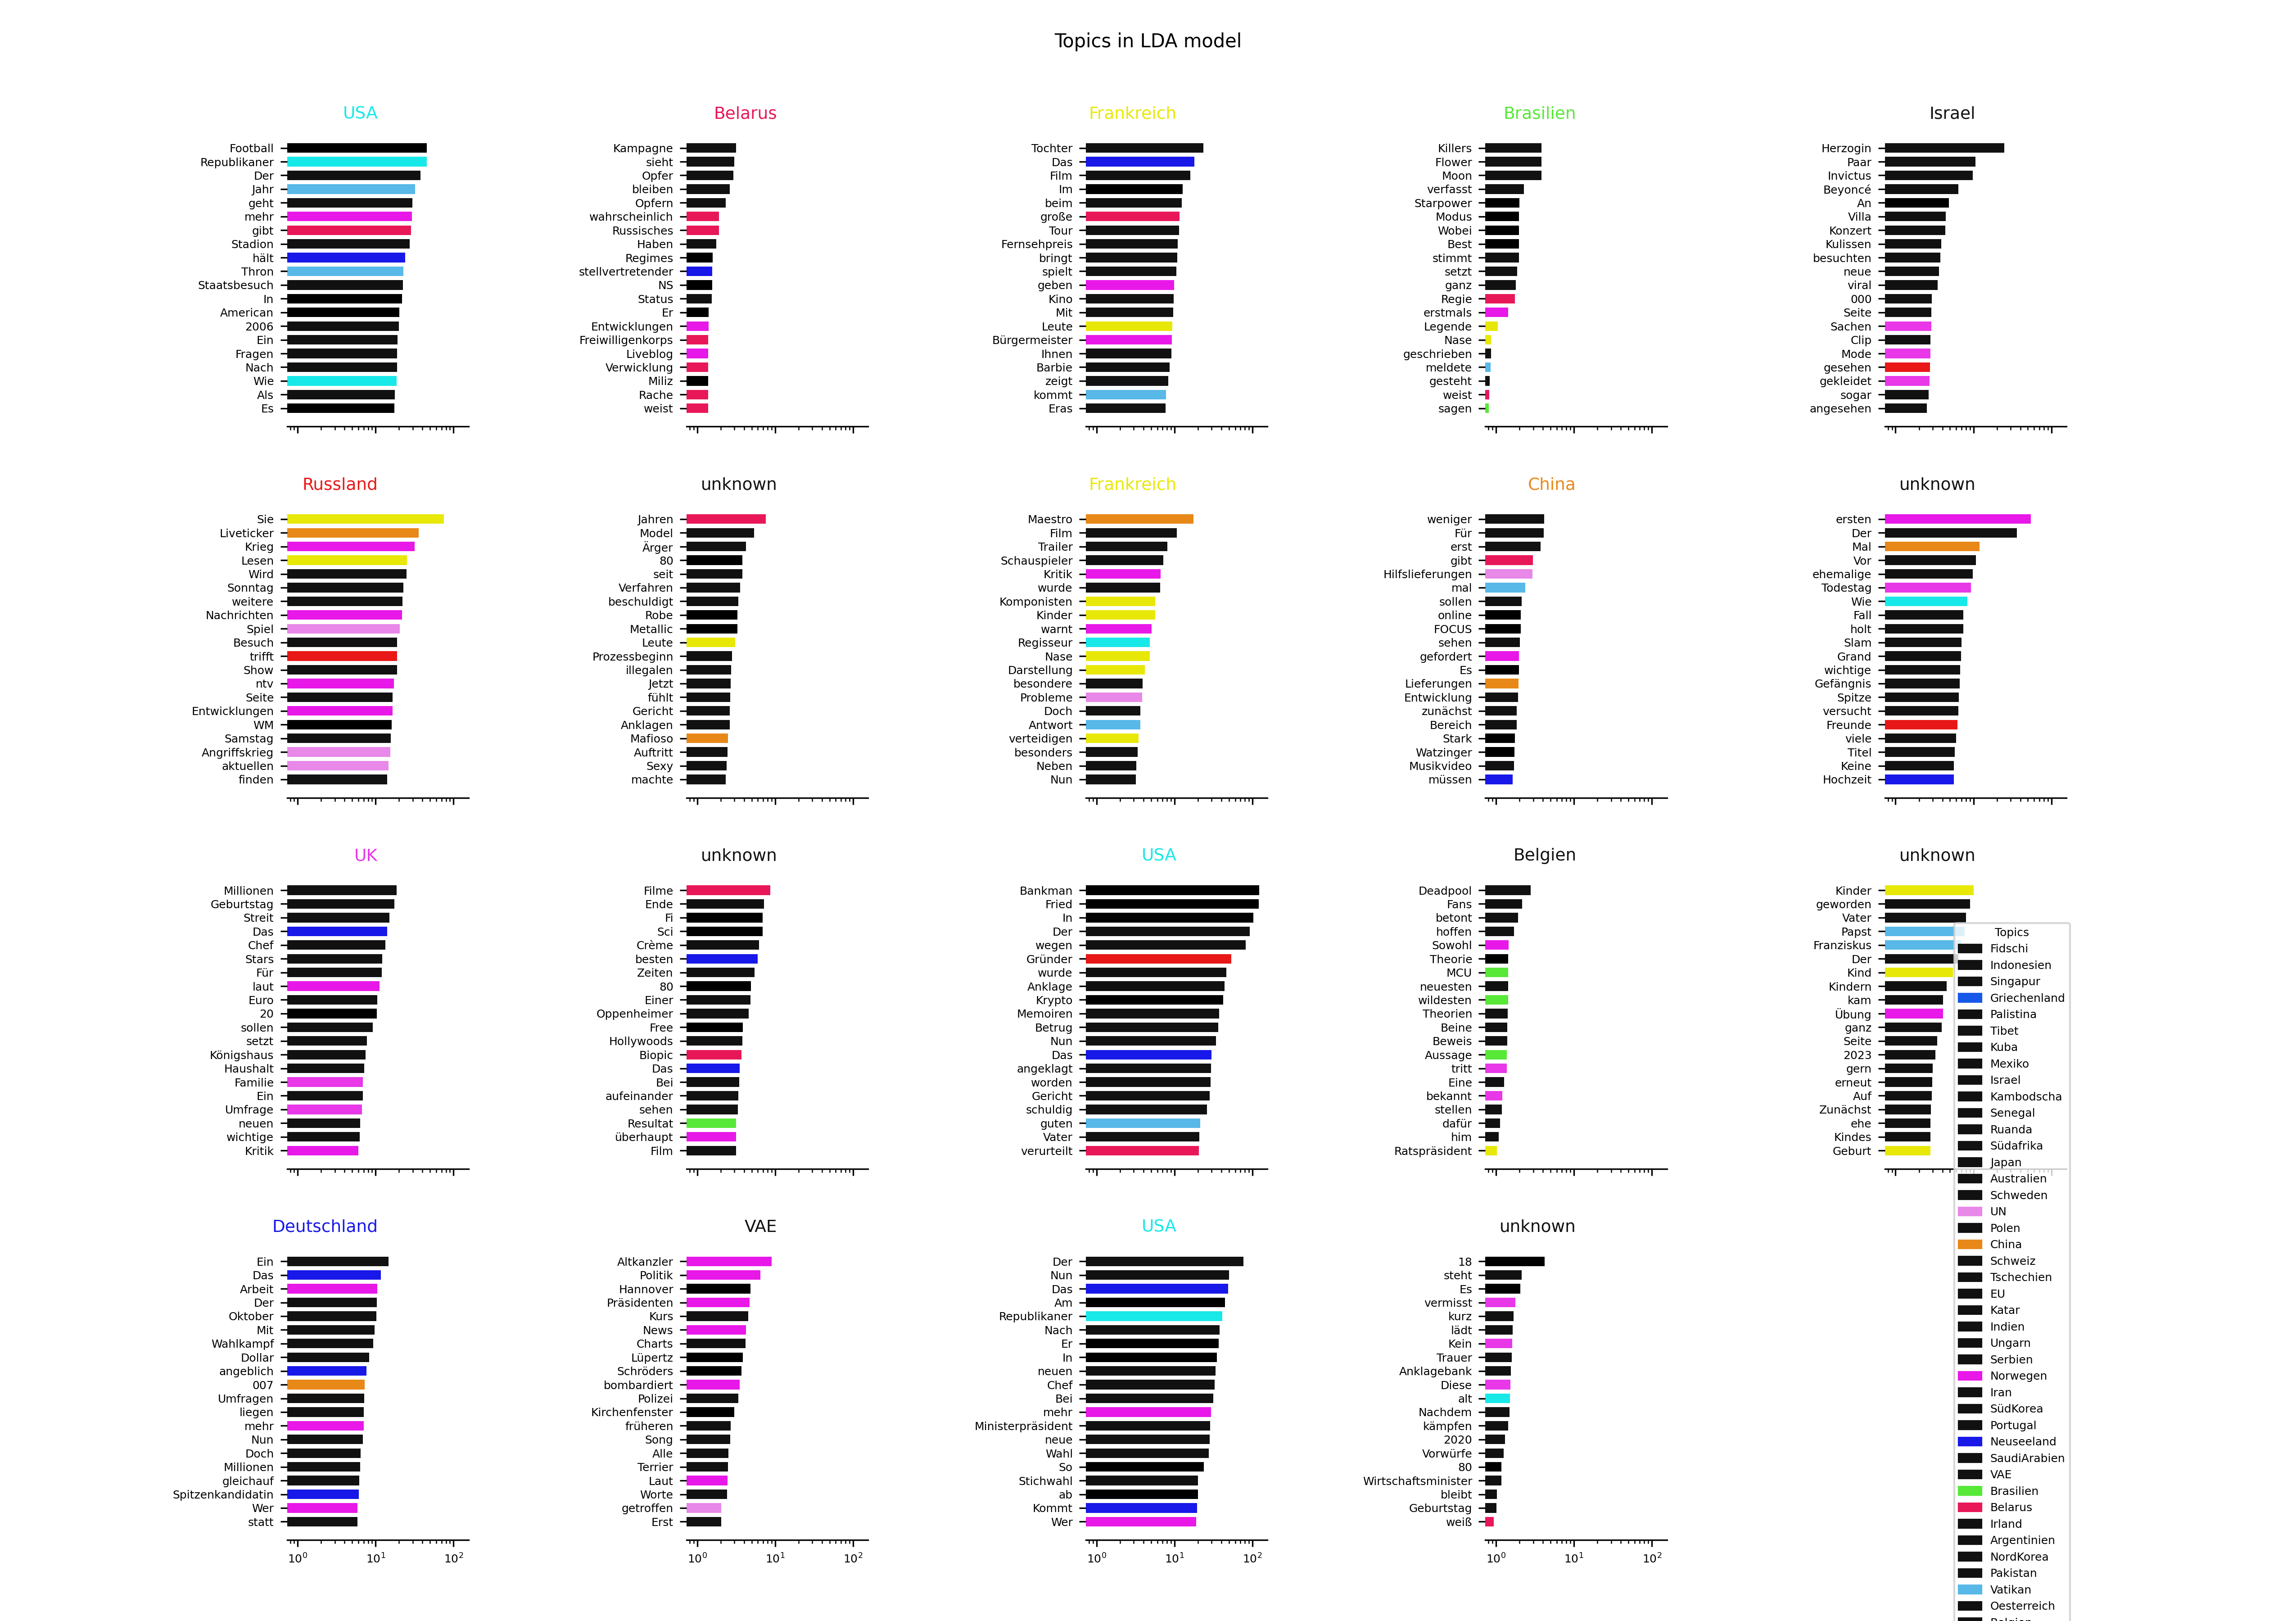 Topics in LDA model
USA
Football
Republikaner
Der
Jahr
geht
mehr
gibt
Stadion
hält
Thron
Staatsbesuch
In
American
2006
Ein
Fragen
Nach
Wie
Als
Es
Belarus
Kampagne
sieht
Opfer
bleiben
Opfern
wahrscheinlich
Russisches
Haben
Regimes
stellvertretender
NS
Status
Er
Entwicklungen
Freiwilligenkorps
Liveblog
Verwicklung
Miliz
Rache
weist
Frankreich
Tochter
Das
Film
Im
beim
große
Tour
Fernsehpreis
bringt
spielt
geben
Kino
Mit
Leute
Bürgermeister
Ihnen
Barbie
zeigt
kommt
Eras
Brasilien
Killers
Flower
Moon
verfasst
Starpower
Modus
Wobei
Best
stimmt
setzt
ganz
Regie
erstmals
Legende
Nase
geschrieben
meldete
gesteht
weist
sagen
Israel
Herzogin
Paar
Invictus
Beyoncé
An
Villa
Konzert
Kulissen
besuchten
neue
viral
000
Seite
Sachen
Clip
Mode
gesehen
gekleidet
sogar
angesehen
Russland
Sie
Liveticker
Krieg
Lesen
Wird
Sonntag
weitere
Nachrichten
Spiel
Besuch
trifft
Show
ntv
Seite
Entwicklungen
WM
Samstag
Angriffskrieg
aktuellen
finden
unknown
Jahren
Model
Ärger
80
seit
Verfahren
beschuldigt
Robe
Metallic
Leute
Prozessbeginn
illegalen
Jetzt
fühlt
Gericht
Anklagen
Mafioso
Auftritt
Sexy
machte
Frankreich
Maestro
Film
Trailer
Schauspieler
Kritik
wurde
Komponisten
Kinder
warnt
Regisseur
Nase
Darstellung
besondere
Probleme
Doch
Antwort
verteidigen
besonders
Neben
Nun
China
weniger
Für
erst
gibt
Hilfslieferungen
mal
sollen
online
FOCUS
sehen
gefordert
Es
Lieferungen
Entwicklung
zunächst
Bereich
Stark
Watzinger
Musikvideo
müssen
unknown
ersten
Der
Mal
Vor
ehemalige
Todestag
Wie
Fall
holt
Slam
Grand
wichtige
Gefängnis
Spitze
versucht
Freunde
viele
Titel
Keine
Hochzeit
UK
Millionen
Geburtstag
Streit
Das
Chef
Stars
Für
laut
Euro
20
sollen
setzt
Königshaus
Haushalt
Familie
Ein
Umfrage
neuen
wichtige
Kritik
unknown
Filme
Ende
Fi
Sci
Crème
besten
Zeiten
80
Einer
Oppenheimer
Free
Hollywoods
Biopic
Das
Bei
aufeinander
sehen
Resultat
überhaupt
Film
USA
Bankman
Fried
In
Der
wegen
Gründer
wurde
Anklage
Krypto
Memoiren
Betrug
Nun
Das
angeklagt
worden
Gericht
schuldig
guten
Vater
verurteilt
Belgien
Deadpool
Fans
betont
hoffen
Sowohl
Theorie
MCU
neuesten
wildesten
Theorien
Beine
Beweis
Aussage
tritt
Eine
bekannt
stellen
dafür
him
Ratspräsident
unknown
Kinder
geworden
Vater
Papst
Franziskus
Der
Kind
Kindern
kam
Übung
ganz
Seite
2023
gern
erneut
Auf
Zunächst
ehe
Kindes
Geburt
Deutschland
Ein
Das
Arbeit
Der
Oktober
Mit
Wahlkampf
Dollar
angeblich
007
Umfragen
liegen
mehr
Nun
Doch
Millionen
gleichauf
Spitzenkandidatin
Wer
statt
10⁰ 10¹ 10²
VAE
Altkanzler
Politik
Hannover
Präsidenten
Kurs
News
Charts
Lüpertz
Schröders
bombardiert
Polizei
Kirchenfenster
früheren
Song
Alle
Terrier
Laut
Worte
getroffen
Erst
10⁰ 10¹ 10²
USA
Der
Nun
Das
Am
Republikaner
Nach
Er
In
neuen
Chef
Bei
mehr
Ministerpräsident
neue
Wahl
So
Stichwahl
ab
Kommt
Wer
10⁰ 10¹ 10²
unknown
18
steht
Es
vermisst
kurz
lädt
Kein
Trauer
Anklagebank
Diese
alt
Nachdem
kämpfen
2020
Vorwürfe
80
Wirtschaftsminister
bleibt
Geburtstag
weiß
10⁰ 10¹ 10²
Topics
Fidschi
Indonesien
Singapur
Griechenland
Palistina
Tibet
Kuba
Mexiko
Israel
Kambodscha
Senegal
Ruanda
Südafrika
Japan
Australien
Schweden
UN
Polen
China
Schweiz
Tschechien
EU
Katar
Indien
Ungarn
Serbien
Norwegen
Iran
SüdKorea
Portugal
Neuseeland
SaudiArabien
VAE
Brasilien
Belarus
Irland
Argentinien
NordKorea
Pakistan
Vatikan
Oesterreich